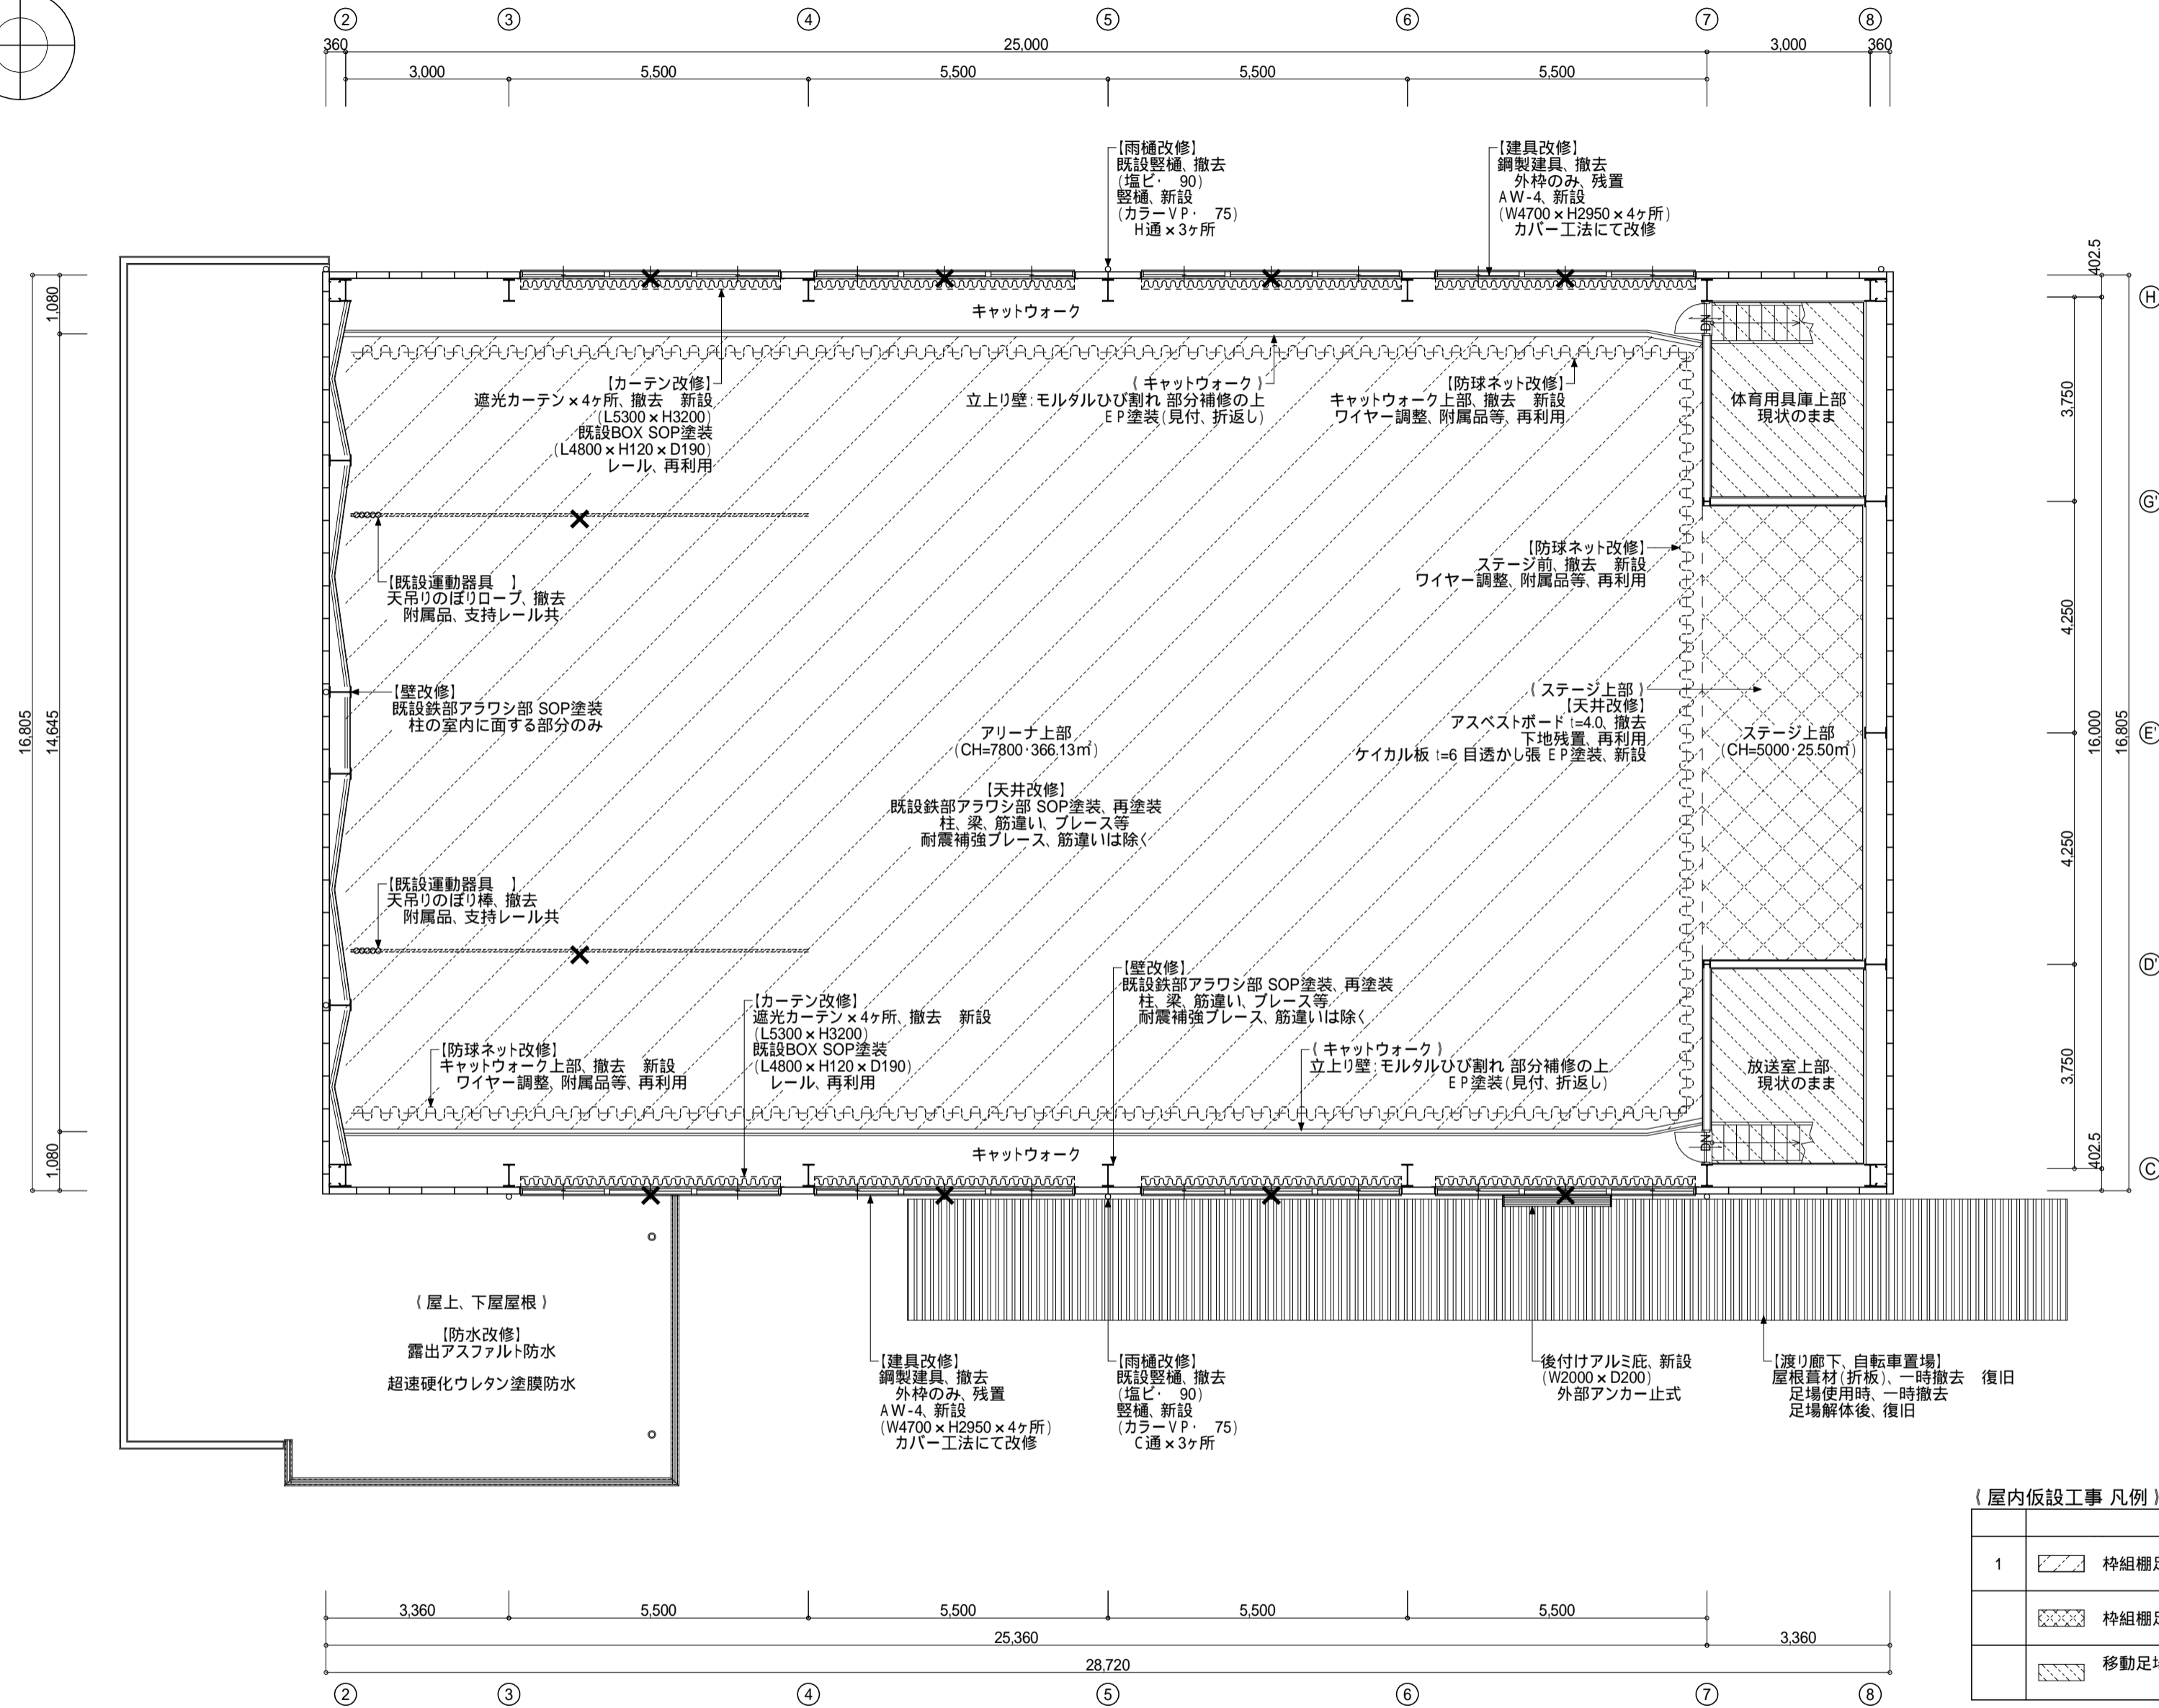 ② ③ ④ ⑤ ⑥ ⑦ ⑧
360 25,000 3,000 360
3,000 5,500 5,500 5,500 5,500
【雨樋改修】
既設竪樋、撤去
(塩ビ・ 90)
竪樋、新設
(カラーVP・ 75)
H通×3ヶ所
【建具改修】
鋼製建具、撤去
外枠のみ、残置
AW-4、新設
(W4700×H2950×4ヶ所)
カバー工法にて改修
402.5
1,080
H
キャットウォーク
DN
【カーテン改修】
遮光カーテン×4ヶ所、撤去 新設
(L5300×H3200)
既設BOX SOP塗装
(L4800×H120×D190)
レール、再利用
(キャットウォーク)
立上り壁:モルタルひび割れ 部分補修の上
EP塗装(見付、折返し)
【防球ネット改修】
キャットウォーク上部、撤去 新設
ワイヤー調整、附属品等、再利用
体育用具庫上部
現状のまま
3,750
G'
【防球ネット改修】
ステージ前、撤去 新設
ワイヤー調整、附属品等、再利用
【既設運動器具 】
天吊りのぼりロープ、撤去
附属品、支持レール共
4,250
【壁改修】
既設鉄部アラワシ部 SOP塗装
柱の室内に面する部分のみ
(ステージ上部)
【天井改修】
アスベストボード t=4.0、撤去
下地残置、再利用
ケイカル板 t=6 目透かし張 EP塗装、新設
アリーナ上部
(CH=7800・366.13㎡)
ステージ上部
(CH=5000・25.50㎡)
16,805 14,645
16,000 16,805
E'
【天井改修】
既設鉄部アラワシ部 SOP塗装、再塗装
柱、梁、筋違い、ブレース等
耐震補強ブレース、筋違いは除く
4,250
【既設運動器具 】
天吊りのぼり棒、撤去
附属品、支持レール共
D'
【壁改修】
既設鉄部アラワシ部 SOP塗装、再塗装
柱、梁、筋違い、ブレース等
耐震補強ブレース、筋違いは除く
【カーテン改修】
遮光カーテン×4ヶ所、撤去 新設
(L5300×H3200)
既設BOX SOP塗装
(L4800×H120×D190)
レール、再利用
【防球ネット改修】
キャットウォーク上部、撤去 新設
ワイヤー調整、附属品等、再利用
(キャットウォーク)
立上り壁:モルタルひび割れ 部分補修の上
EP塗装(見付、折返し)
放送室上部
現状のまま
3,750
DN
キャットウォーク
1,080
402.5
C
(屋上、下屋屋根)
【防水改修】
露出アスファルト防水
超速硬化ウレタン塗膜防水
【建具改修】
鋼製建具、撤去
外枠のみ、残置
AW-4、新設
(W4700×H2950×4ヶ所)
カバー工法にて改修
【雨樋改修】
既設竪樋、撤去
(塩ビ・ 90)
竪樋、新設
(カラーVP・ 75)
C通×3ヶ所
後付けアルミ庇、新設
(W2000×D200)
外部アンカー止式
【渡り廊下、自転車置場】
屋根葺材(折板)、一時撤去 復旧
足場使用時、一時撤去
足場解体後、復旧
(屋内仮設工事 凡例)
1 枠組棚
枠組棚
移動足
3,360 5,500 5,500 5,500 5,500
25,360 3,360
28,720
② ③ ④ ⑤ ⑥ ⑦ ⑧